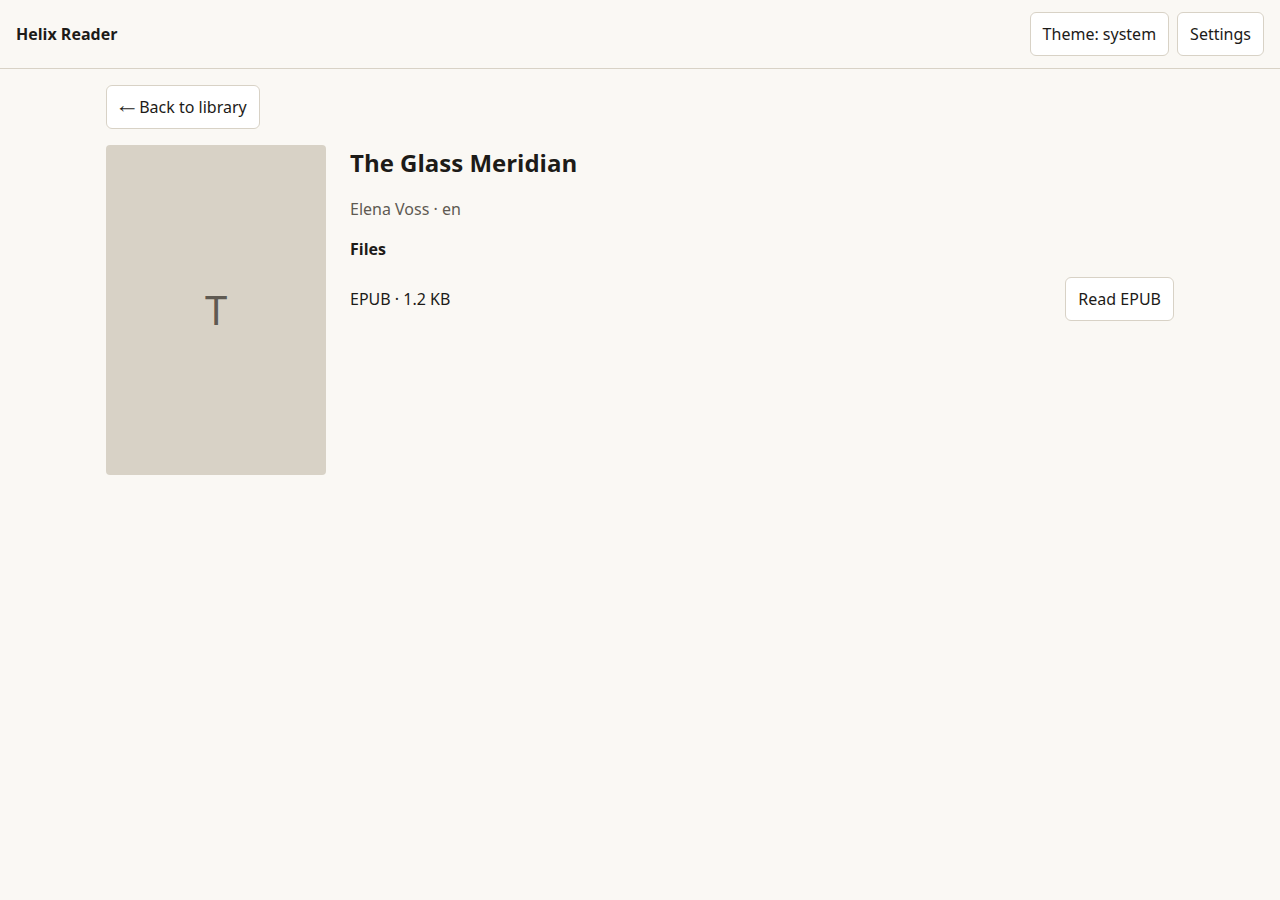 Helix Reader
Theme: system
Settings
← Back to library
T
The Glass Meridian
Elena Voss · en
Files
EPUB · 1.2 KB
Read EPUB